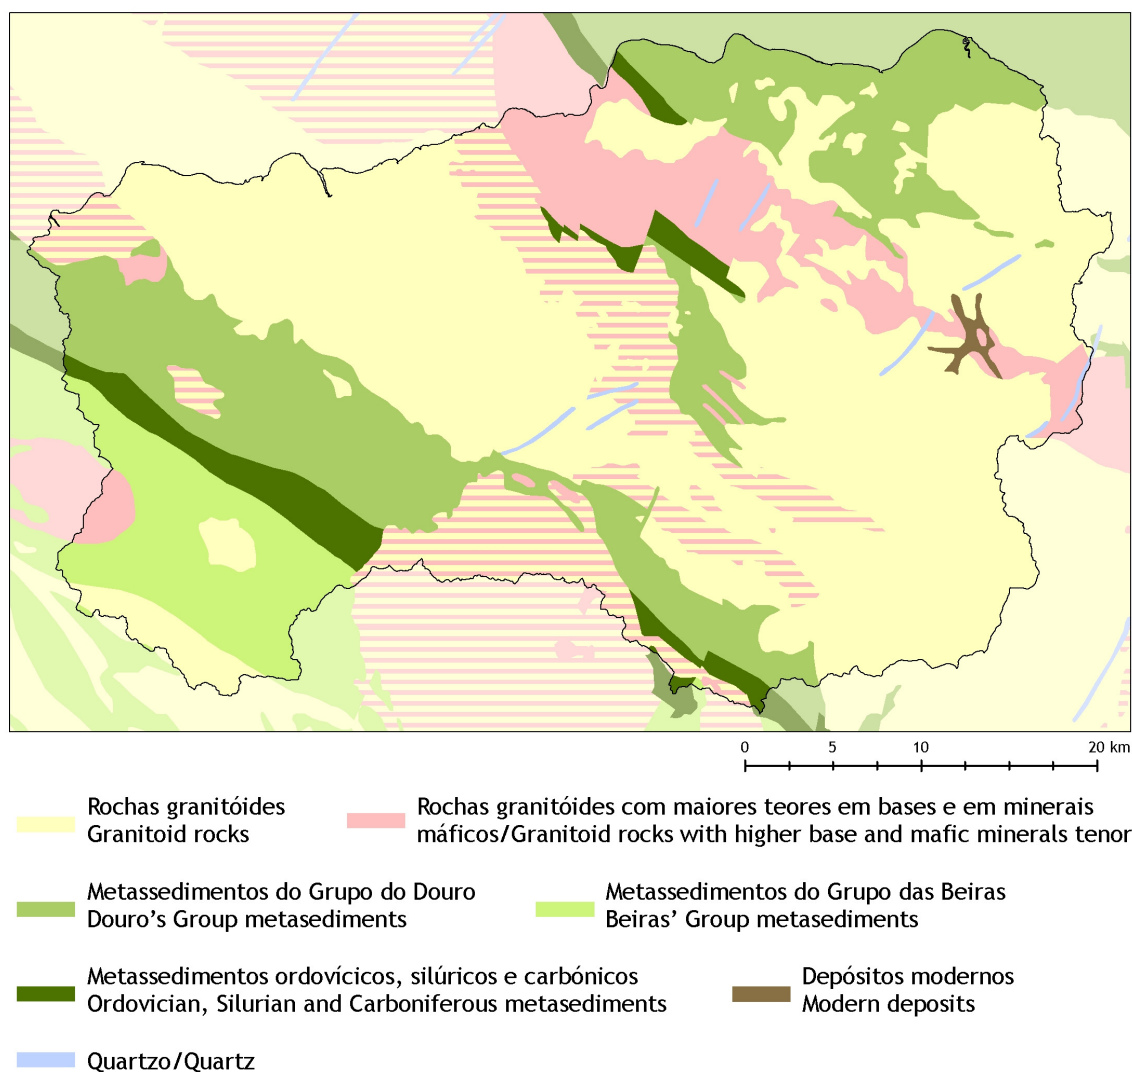 0 5 10 20 km
Rochas granitóides
Granitoid rocks
Rochas granitóides com maiores teores em bases e em minerais
máficos/Granitoid rocks with higher base and mafic minerals tenor
Metassedimentos do Grupo do Douro
Douro's Group metasediments
Metassedimentos do Grupo das Beiras
Beiras' Group metasediments
Metassedimentos ordovícicos, silúricos e carbónicos
Ordovician, Silurian and Carboniferous metasediments
Depósitos modernos
Modern deposits
Quartzo/Quartz